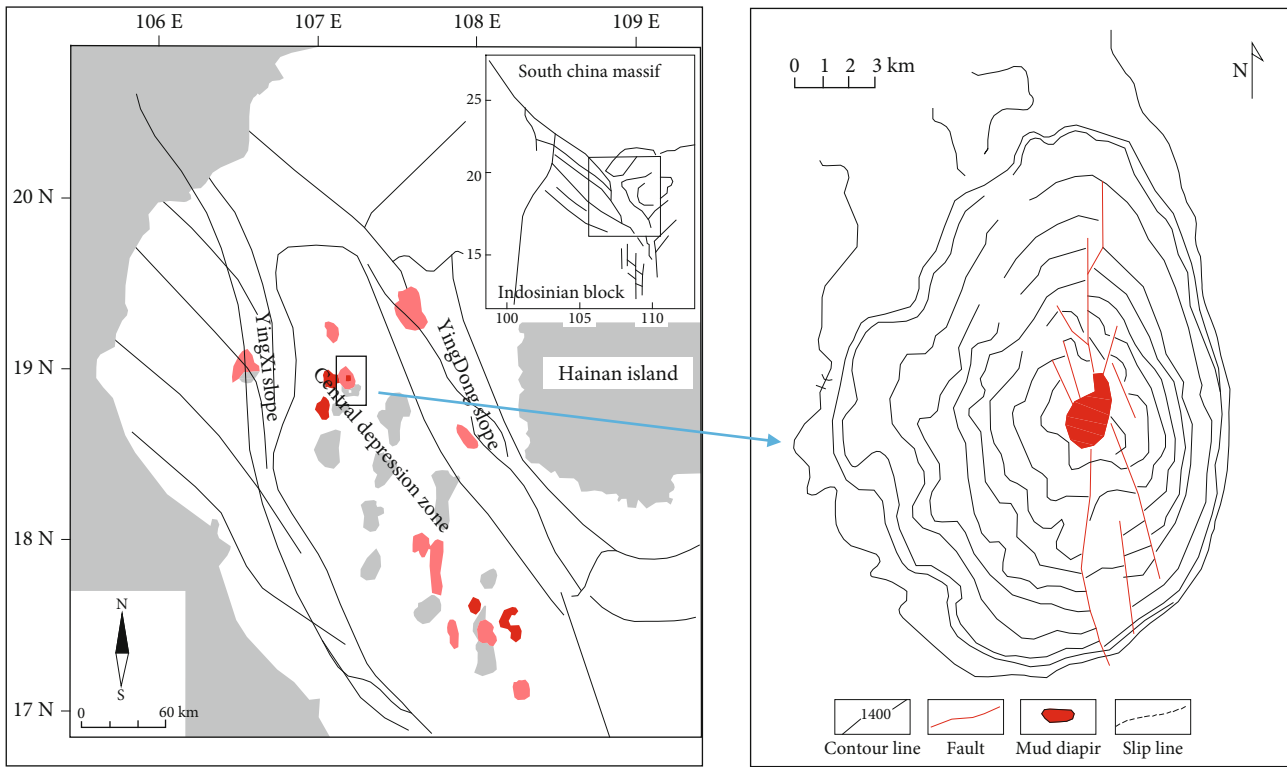 106 E 107 E 108 E 109 E
20 N
19 N
18 N
17 N
South china massif
25
20
15
Indosinian block
100 105 110
YingXi slope
Central depression zone
YingDong slope
Hainan island
N
S
0 60 km
0 1 2 3 km
N
1400
Contour line
Fault
Mud diapir
Slip line